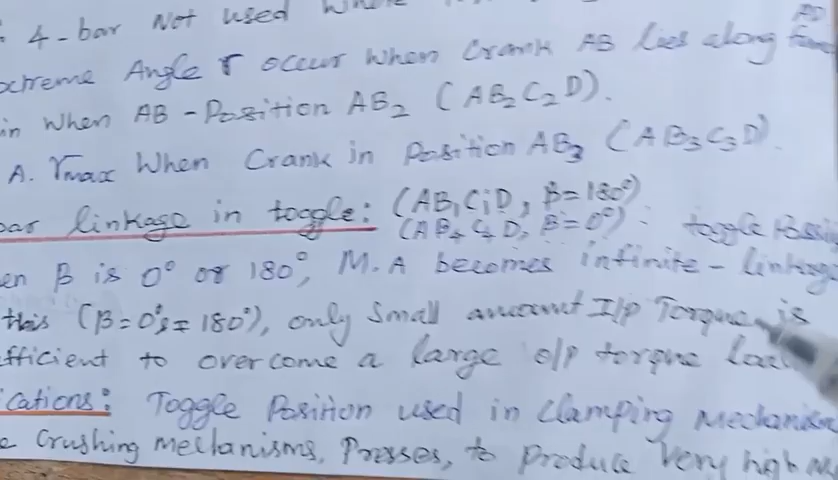 4-bar Not used
AD
xtreme Angle r occur when Crank AB lies along
in when AB-Position AB2 (AB2C2D).
A. rmax When Crank in position AB3 (AB3C3D).
bar linkage in toggle: (AB1C1D, β=180°)
(AB4C4D, β=0°) : toggle
en β is 0° or 180°, M.A becomes infinite - linkag
this (β=0°, 180°), only small amount I/p Torque is
fficient to overcome a large o/p torque
cations: Toggle Position used in clamping mechanism
e crushing mechanisms, Presses, to produce very high